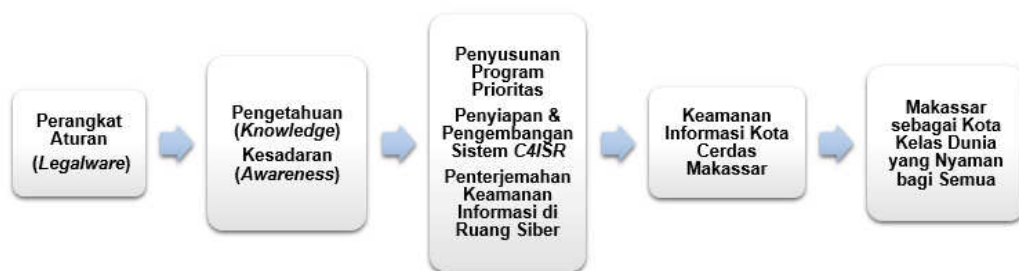 Perangkat
Aturan
(Legalware)
Pengetahuan
(Knowledge)
Kesadaran
(Awareness)
Penyusunan
Program
Prioritas
Penyiapan &
Pengembangan
Sistem C4ISR
Penterjemahan
Keamanan
Informasi di
Ruang Siber
Keamanan
Informasi Kota
Cerdas
Makassar
Makassar
sebagai Kota
Kelas Dunia
yang Nyaman
bagi Semua